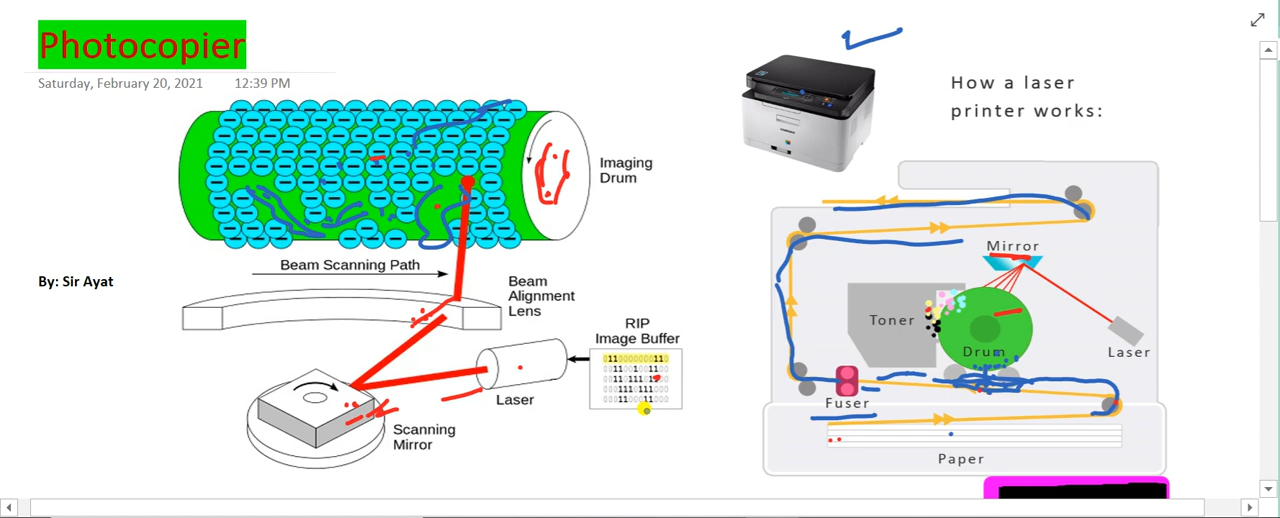 Photocopier
Saturday, February 20, 2021 12:39 PM
How a laser
printer works:
Imaging
Drum
Beam Scanning Path
By: Sir Ayat
Beam
Alignment
Lens
RIP
Image Buffer
Laser
Scanning
Mirror
Mirror
Toner
Drum
Laser
Fuser
Paper